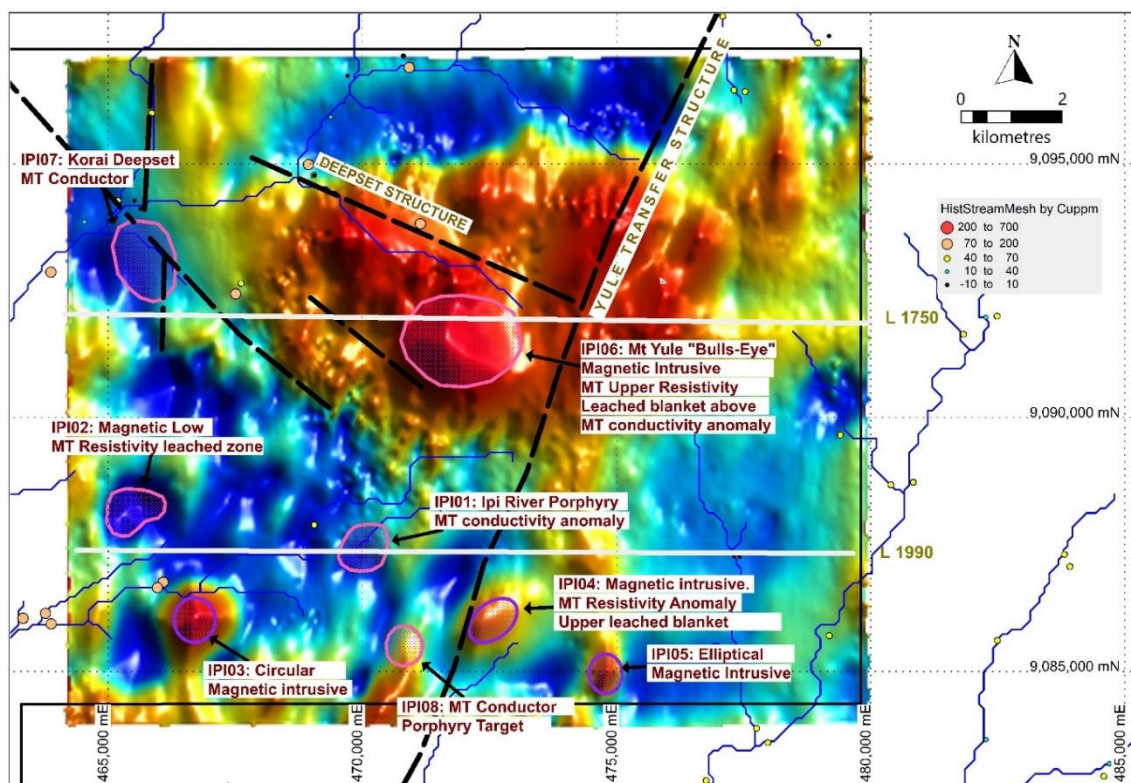 N
0 2
kilometres
9,095,000 mN
IPI07: Korai Deepset
MT Conductor
DEEPSET STRUCTURE
YULE TRANSFER STRUCTURE
HistStreamMesh by Cuppm
200 to 700
70 to 200
40 to 70
10 to 40
-10 to 10
L 1750
IPI06: Mt Yule "Bulls-Eye"
Magnetic Intrusive
MT Upper Resistivity
Leached blanket above
MT conductivity anomaly
9,090,000 mN
IPI02: Magnetic Low
MT Resistivity leached zone
IPI01: Ipi River Porphyry
MT conductivity anomaly
L 1990
IPI04: Magnetic intrusive.
MT Resistivity Anomaly
Upper leached blanket
IPI05: Elliptical
Magnetic Intrusive
9,085,000 mN
IPI03: Circular
Magnetic intrusive
IPI08: MT Conductor
Porphyry Target
465,000 mE
470,000 mE
475,000 mE
480,000 mE
485,000 mE